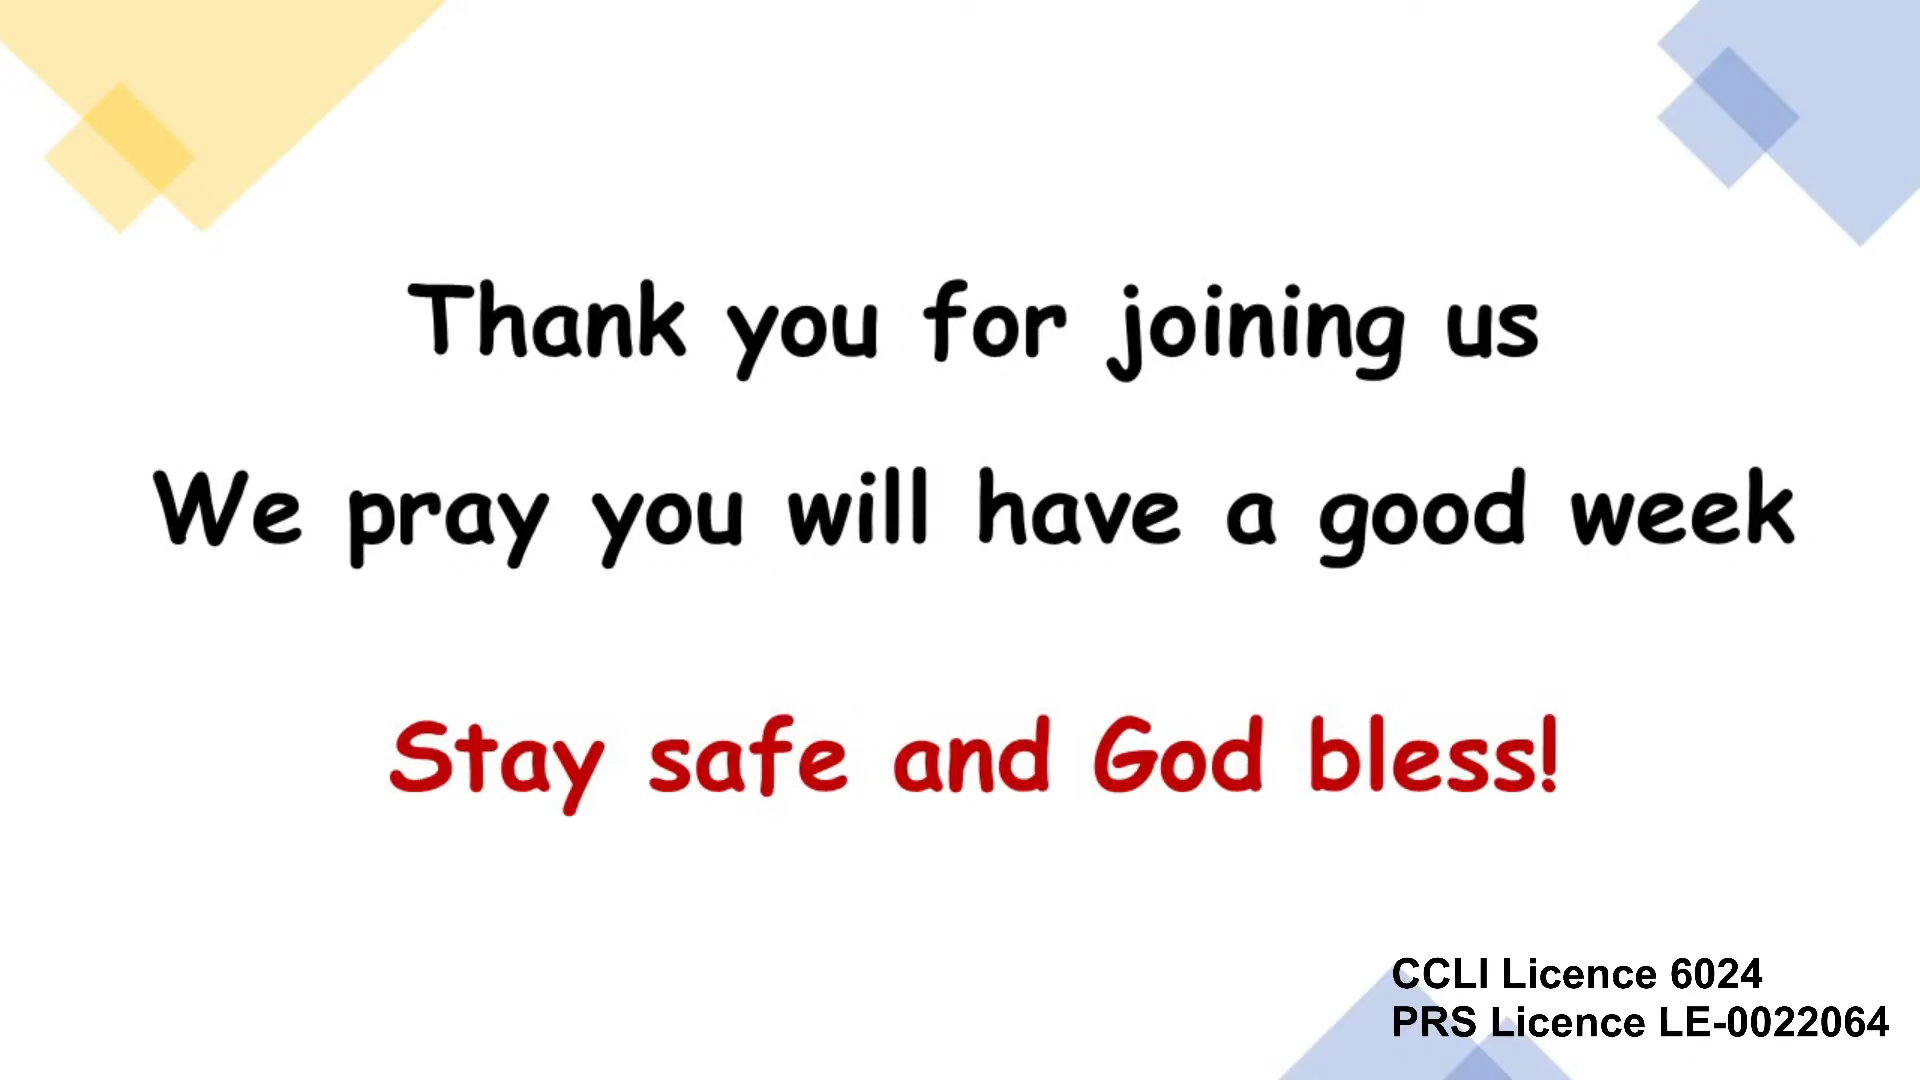 Thank you for joining us
We pray you will have a good week
Stay safe and God bless!
CCLI Licence 6024
PRS Licence LE-0022064